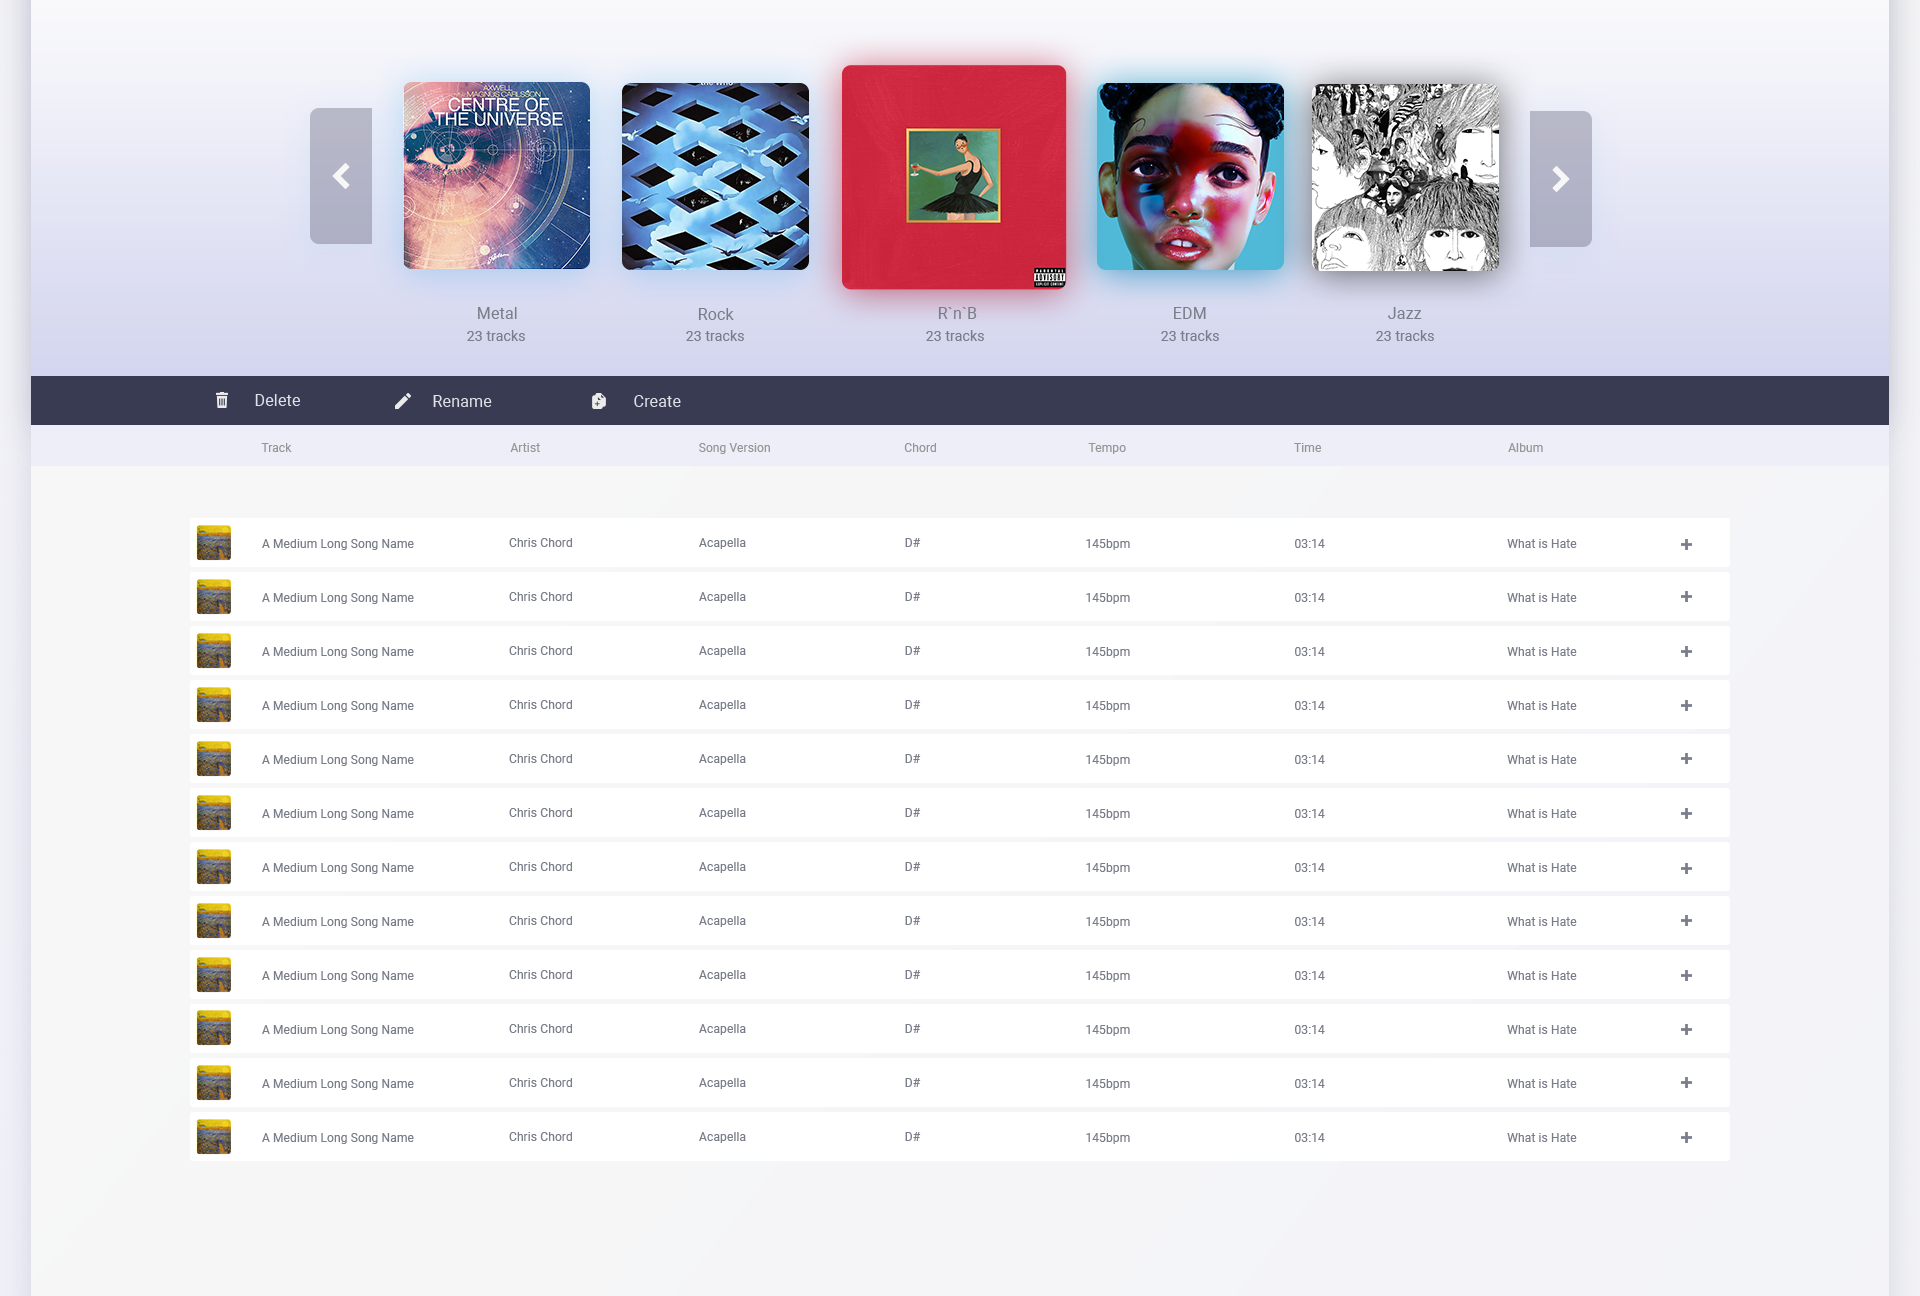 AXWELL
MAGNUS CARLSSON
CENTRE OF
THE UNIVERSE
the who
PARENTAL
ADVISORY
EXPLICIT CONTENT
Metal
23 tracks
Rock
23 tracks
R`n`B
23 tracks
EDM
23 tracks
Jazz
23 tracks
Delete Rename Create
Track Artist Song Version Chord Tempo Time Album
A Medium Long Song Name Chris Chord Acapella D# 145bpm 03:14 What is Hate
A Medium Long Song Name Chris Chord Acapella D# 145bpm 03:14 What is Hate
A Medium Long Song Name Chris Chord Acapella D# 145bpm 03:14 What is Hate
A Medium Long Song Name Chris Chord Acapella D# 145bpm 03:14 What is Hate
A Medium Long Song Name Chris Chord Acapella D# 145bpm 03:14 What is Hate
A Medium Long Song Name Chris Chord Acapella D# 145bpm 03:14 What is Hate
A Medium Long Song Name Chris Chord Acapella D# 145bpm 03:14 What is Hate
A Medium Long Song Name Chris Chord Acapella D# 145bpm 03:14 What is Hate
A Medium Long Song Name Chris Chord Acapella D# 145bpm 03:14 What is Hate
A Medium Long Song Name Chris Chord Acapella D# 145bpm 03:14 What is Hate
A Medium Long Song Name Chris Chord Acapella D# 145bpm 03:14 What is Hate
A Medium Long Song Name Chris Chord Acapella D# 145bpm 03:14 What is Hate